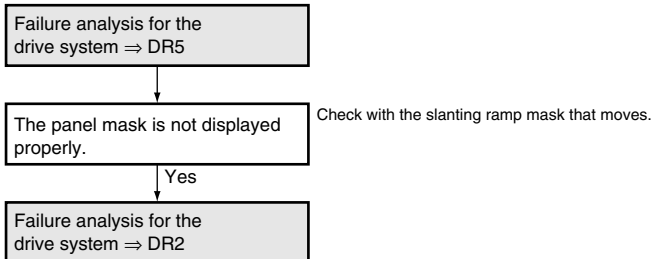 Failure analysis for the
drive system ⇒ DR5
The panel mask is not displayed
properly.
Check with the slanting ramp mask that moves.
Yes
Failure analysis for the
drive system ⇒ DR2